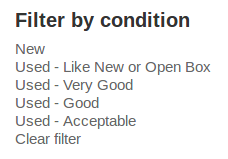 Filter by condition
New
Used - Like New or Open Box
Used - Very Good
Used - Good
Used - Acceptable
Clear filter